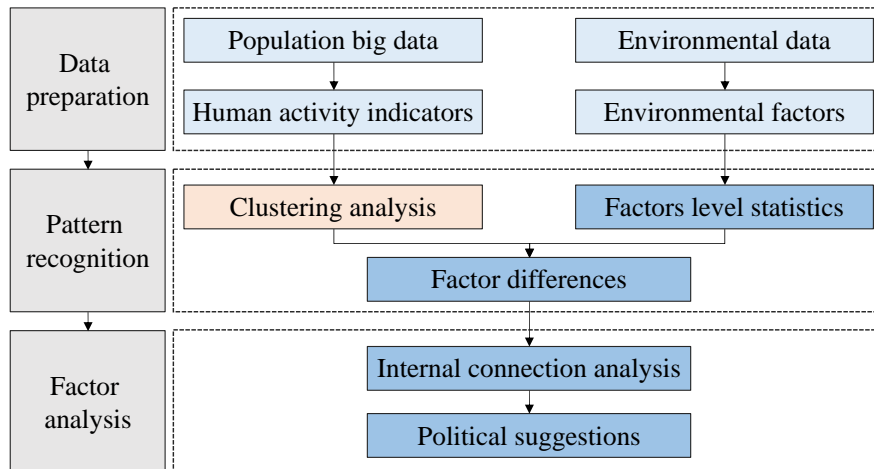 Data
preparation
Population big data
Environmental data
Human activity indicators
Environmental factors
Pattern
recognition
Clustering analysis
Factors level statistics
Factor differences
Factor
analysis
Internal connection analysis
Political suggestions